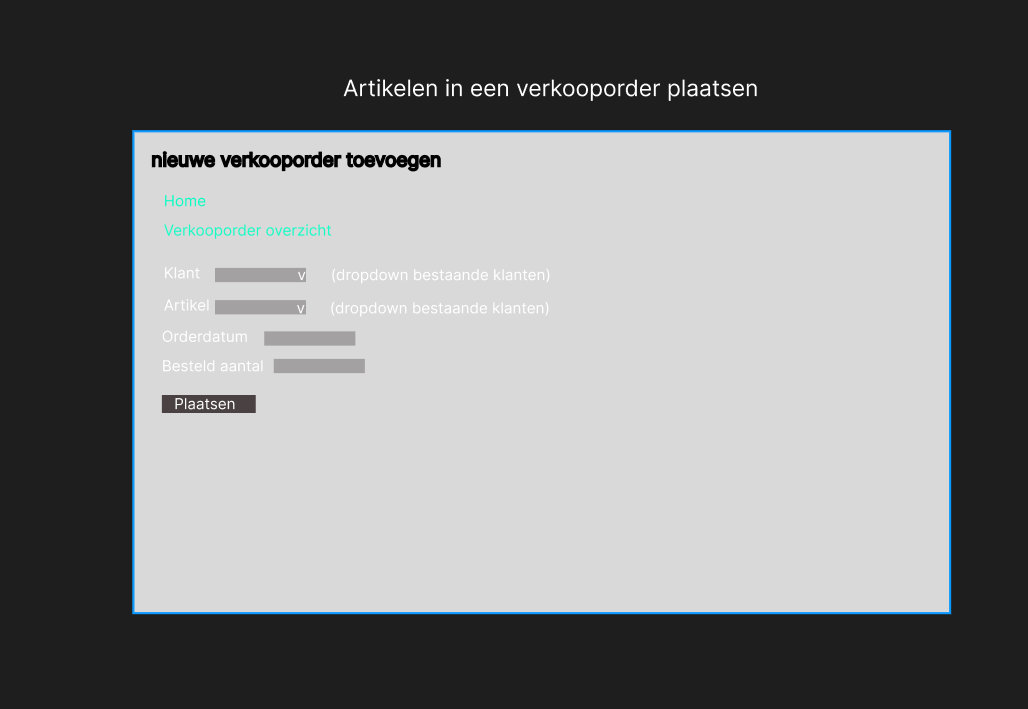 Artikelen in een verkooporder plaatsen
nieuwe verkooporder toevoegen
Home
Verkooporder overzicht
Klant v (dropdown bestaande klanten)
Artikel v (dropdown bestaande klanten)
Orderdatum
Besteld aantal
Plaatsen